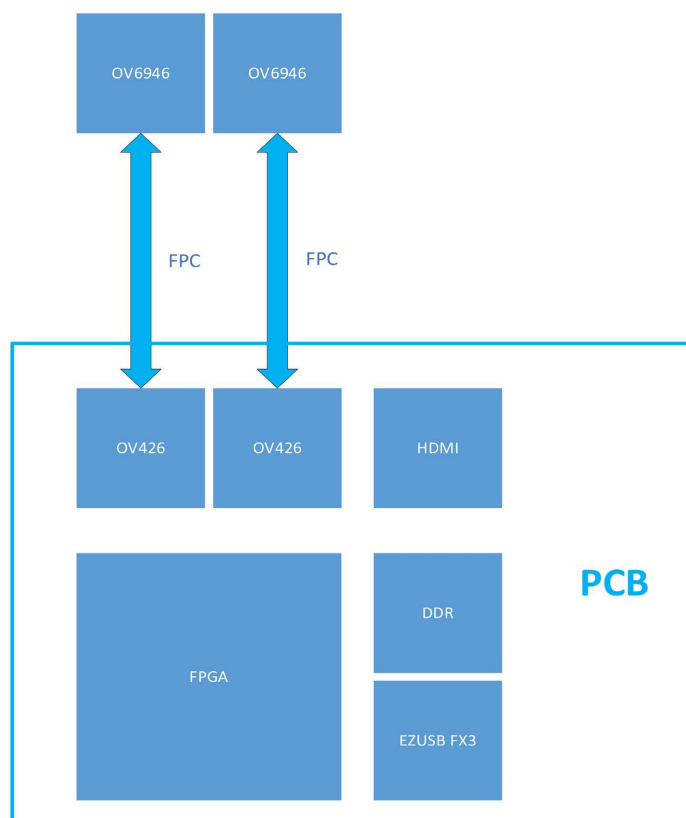 OV6946
OV6946
FPC
FPC
OV426
OV426
HDMI
PCB
DDR
FPGA
EZUSB FX3